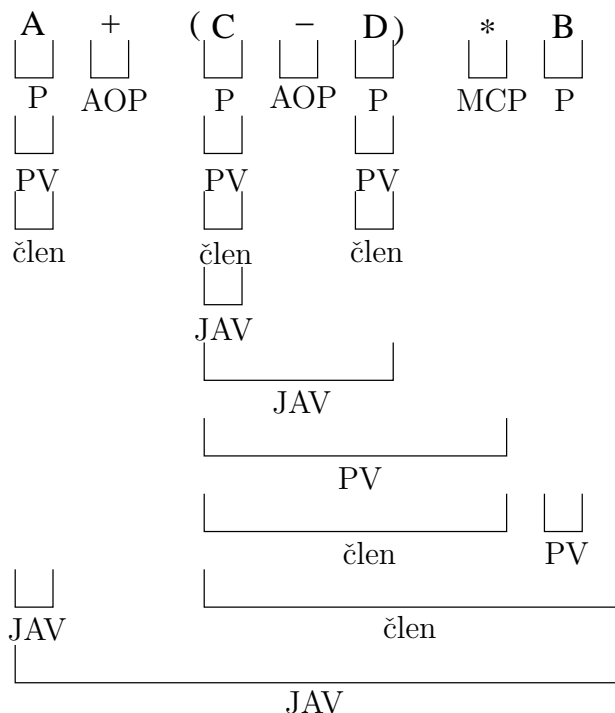 A + ( C − D ) * B
P AOP P AOP P MCP P
PV PV PV
člen člen člen
JAV
JAV
PV
člen PV
JAV člen
JAV